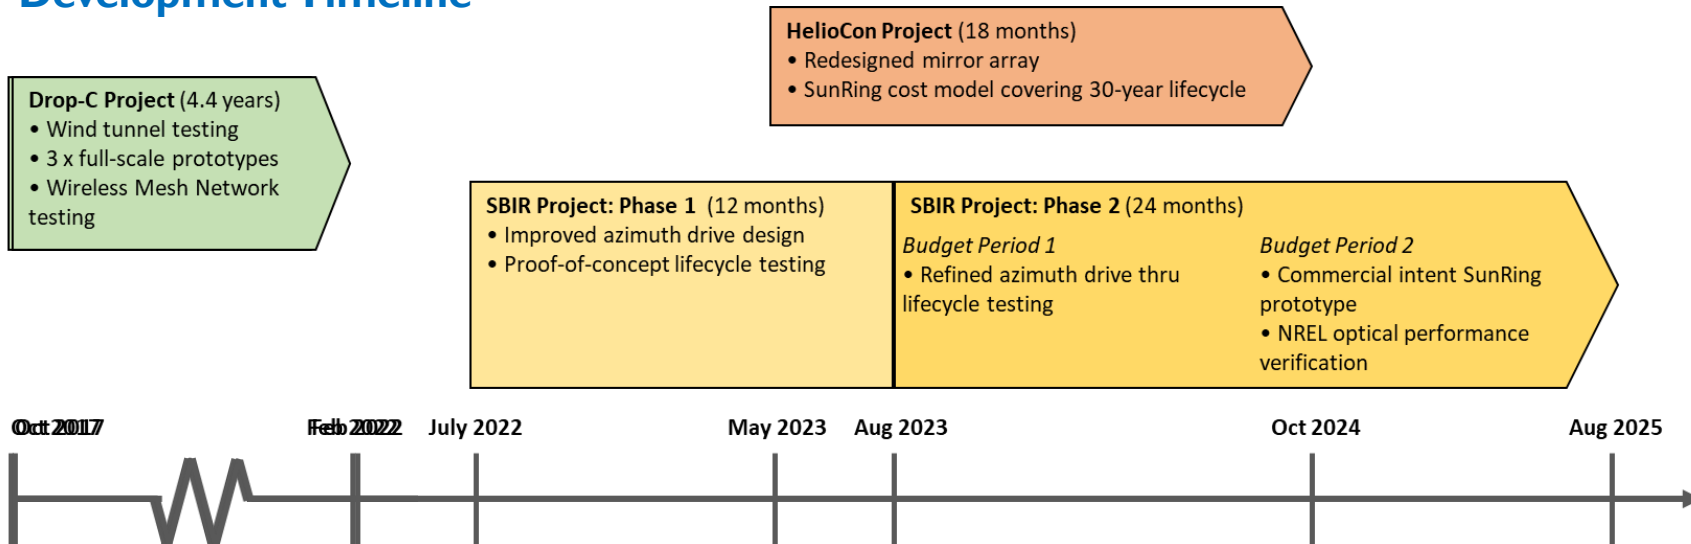 Development Timeline
HelioCon Project (18 months)
• Redesigned mirror array
• SunRing cost model covering 30-year lifecycle
Drop-C Project (4.4 years)
• Wind tunnel testing
• 3 x full-scale prototypes
• Wireless Mesh Network
testing
SBIR Project: Phase 1 (12 months)
• Improved azimuth drive design
• Proof-of-concept lifecycle testing
SBIR Project: Phase 2 (24 months)
Budget Period 1
• Refined azimuth drive thru
lifecycle testing
Budget Period 2
• Commercial intent SunRing
prototype
• NREL optical performance
verification
Oct 2017
Feb 2022
July 2022
May 2023
Aug 2023
Oct 2024
Aug 2025